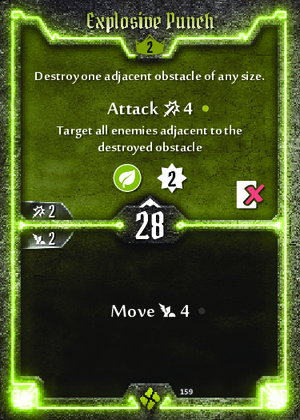 Explosive Punch
2
Destroy one adjacent obstacle of any size.
Attack 4
Target all enemies adjacent to the
destroyed obstacle
2
2
28
2
Move 4
159